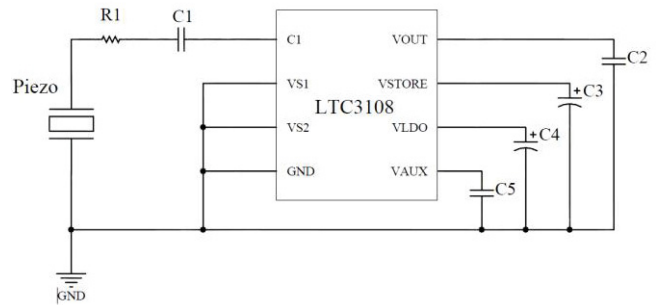 R1 C1
C1 VOUT
C2
Piezo
VS1 VSTORE +C3
LTC3108
VS2 VLDO +C4
GND VAUX C5
GND